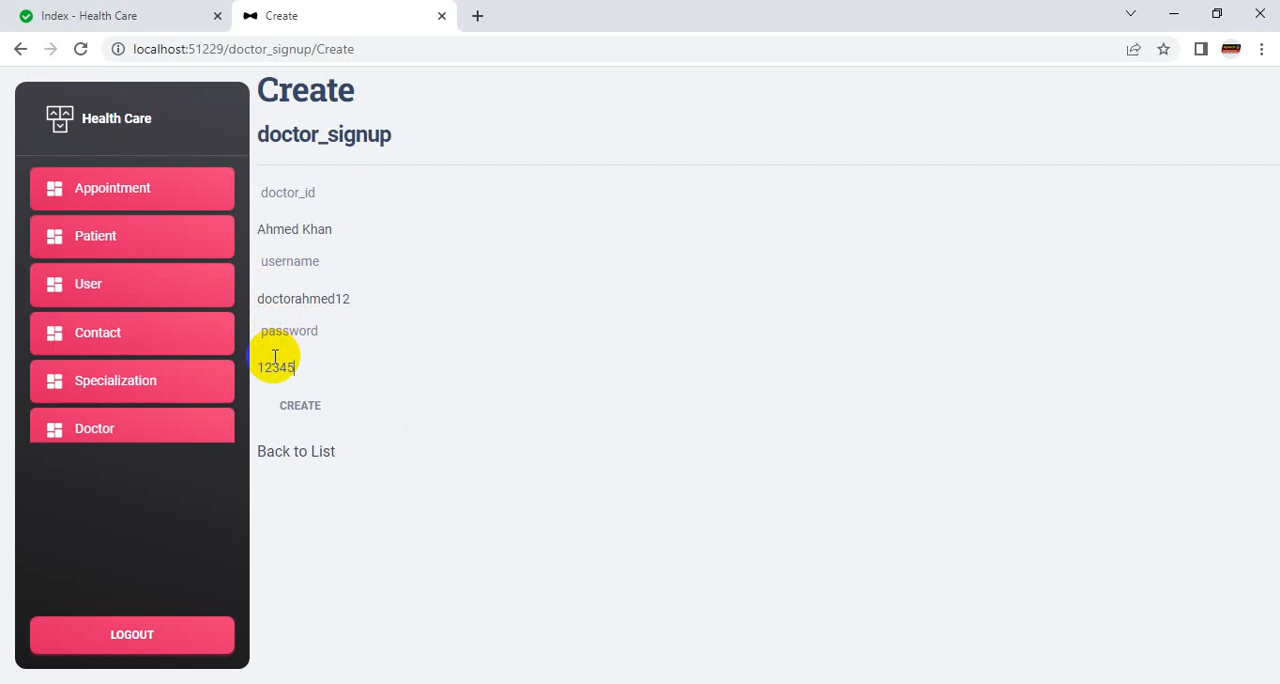 Index - Health Care
Create
localhost:51229/doctor_signup/Create
Health Care
Appointment
Patient
User
Contact
Specialization
Doctor
LOGOUT
Create
doctor_signup
doctor_id
Ahmed Khan
username
doctorahmed12
password
12345
CREATE
Back to List